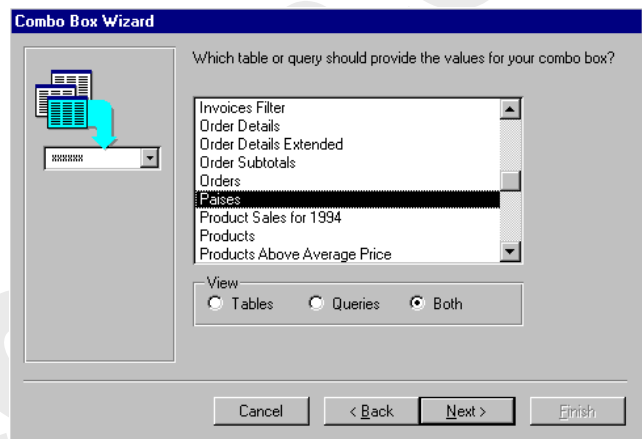 Combo Box Wizard
Which table or query should provide the values for your combo box?
xxxxxx
Invoices Filter
Order Details
Order Details Extended
Order Subtotals
Orders
Paises
Product Sales for 1994
Products
Products Above Average Price
View
Tables Queries Both
Cancel < Back Next > Finish